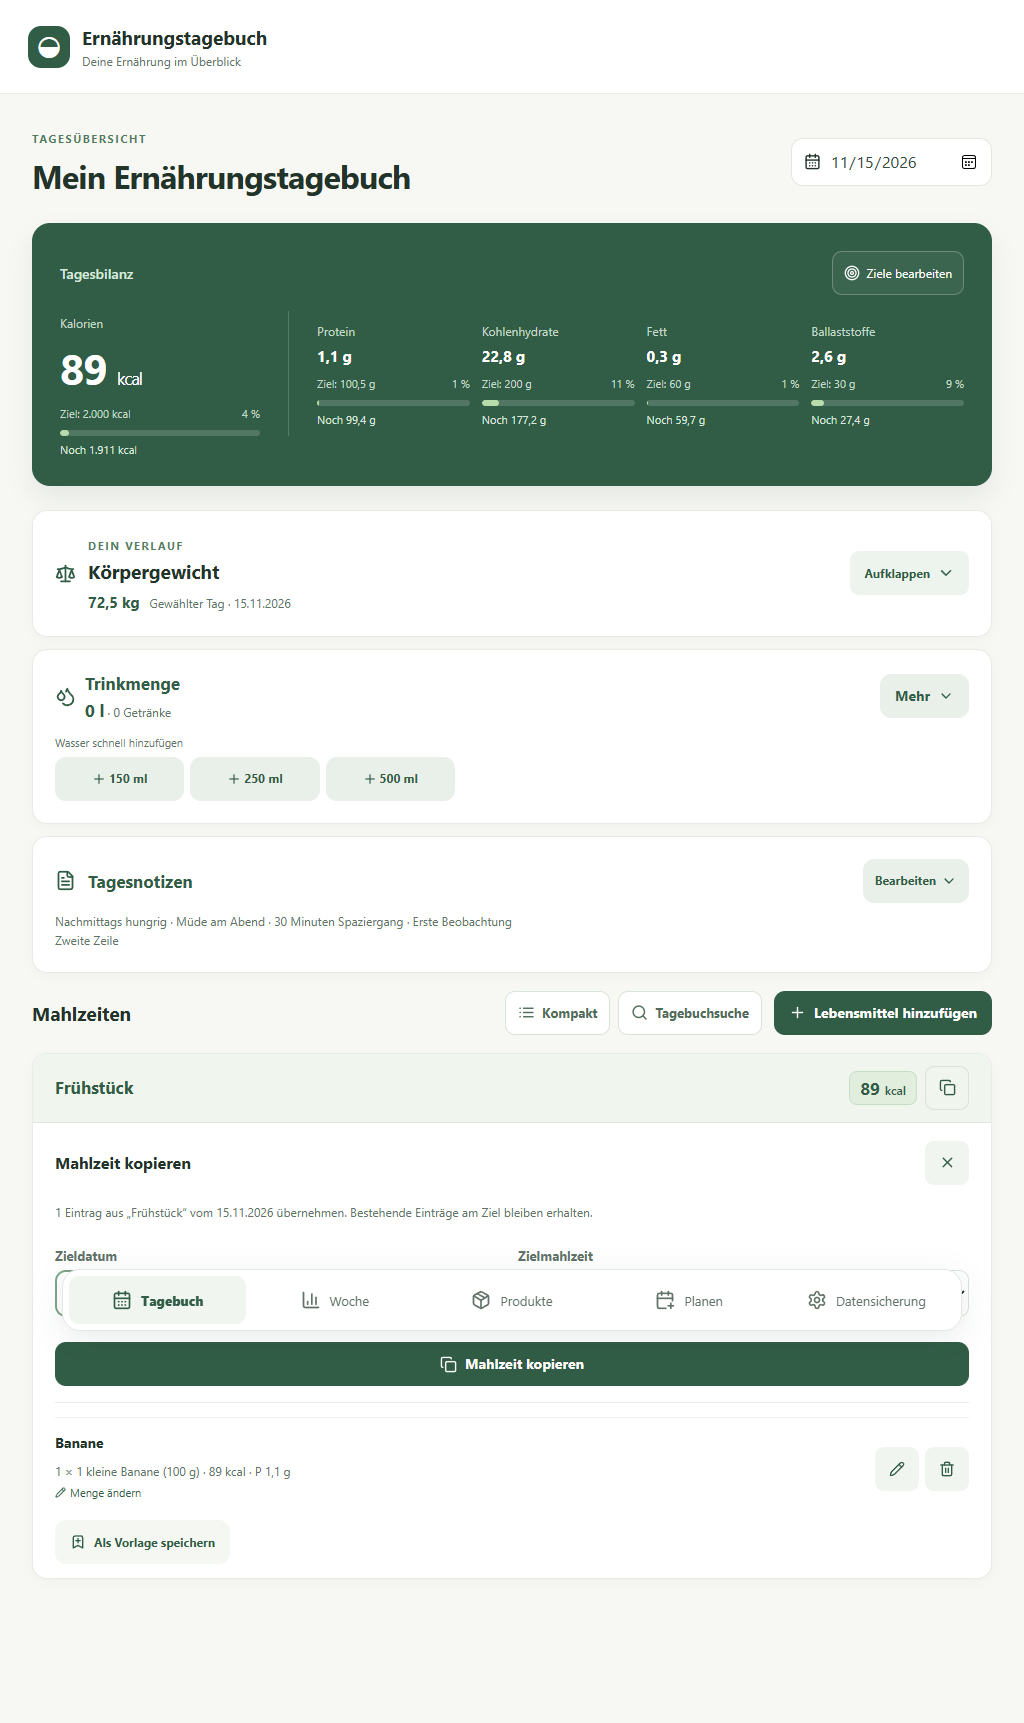 Ernährungstagebuch
Deine Ernährung im Überblick
TAGESÜBERSICHT
Mein Ernährungstagebuch
11/15/2026
Tagesbilanz
Ziele bearbeiten
Kalorien
89 kcal
Ziel: 2.000 kcal 4 %
Noch 1.911 kcal
Protein
1,1 g
Ziel: 100,5 g 1 %
Noch 99,4 g
Kohlenhydrate
22,8 g
Ziel: 200 g 11 %
Noch 177,2 g
Fett
0,3 g
Ziel: 60 g 1 %
Noch 59,7 g
Ballaststoffe
2,6 g
Ziel: 30 g 9 %
Noch 27,4 g
DEIN VERLAUF
Körpergewicht
72,5 kg Gewählter Tag · 15.11.2026
Aufklappen
Trinkmenge
0 l · 0 Getränke
Mehr
Wasser schnell hinzufügen
+ 150 ml
+ 250 ml
+ 500 ml
Tagesnotizen
Bearbeiten
Nachmittags hungrig · Müde am Abend · 30 Minuten Spaziergang · Erste Beobachtung
Zweite Zeile
Mahlzeiten
Kompakt
Tagebuchsuche
+ Lebensmittel hinzufügen
Frühstück
89 kcal
Mahlzeit kopieren
1 Eintrag aus „Frühstück“ vom 15.11.2026 übernehmen. Bestehende Einträge am Ziel bleiben erhalten.
Zieldatum
Zielmahlzeit
Tagebuch
Woche
Produkte
Planen
Datensicherung
Mahlzeit kopieren
Banane
1 × 1 kleine Banane (100 g) · 89 kcal · P 1,1 g
Menge ändern
Als Vorlage speichern